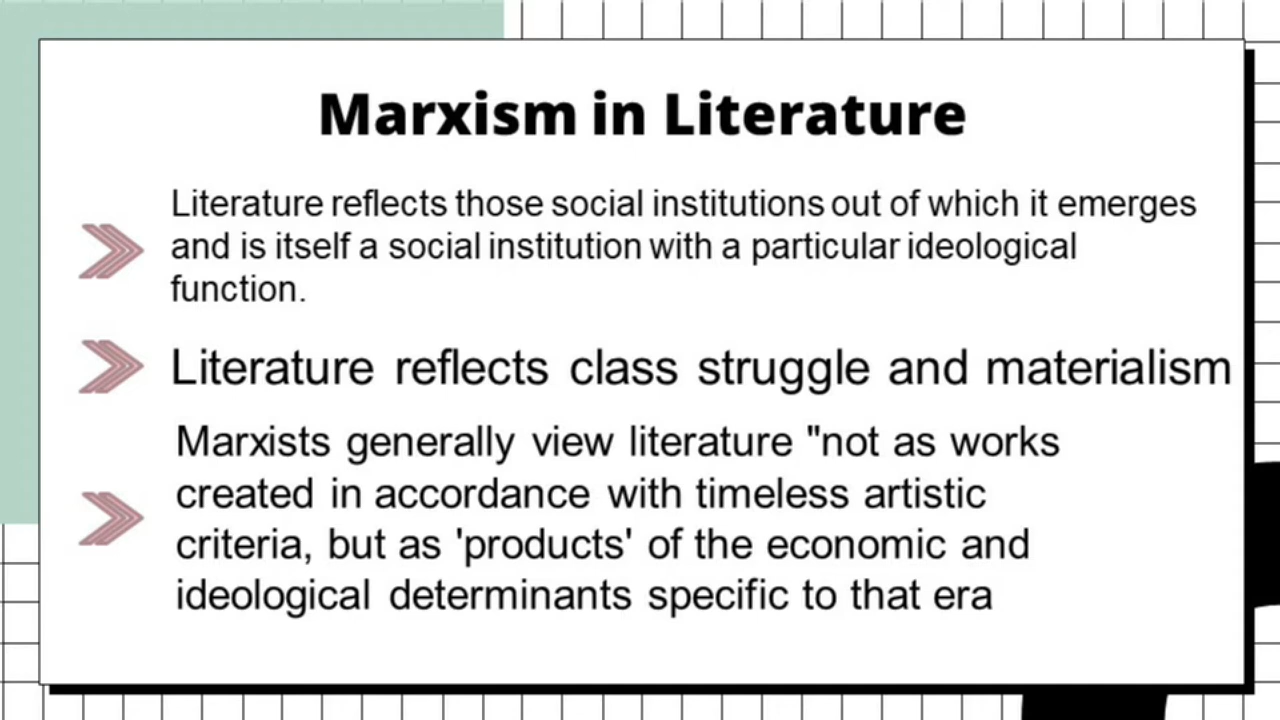 Marxism in Literature
Literature reflects those social institutions out of which it emerges
and is itself a social institution with a particular ideological
function.
Literature reflects class struggle and materialism
Marxists generally view literature "not as works
created in accordance with timeless artistic
criteria, but as 'products' of the economic and
ideological determinants specific to that era